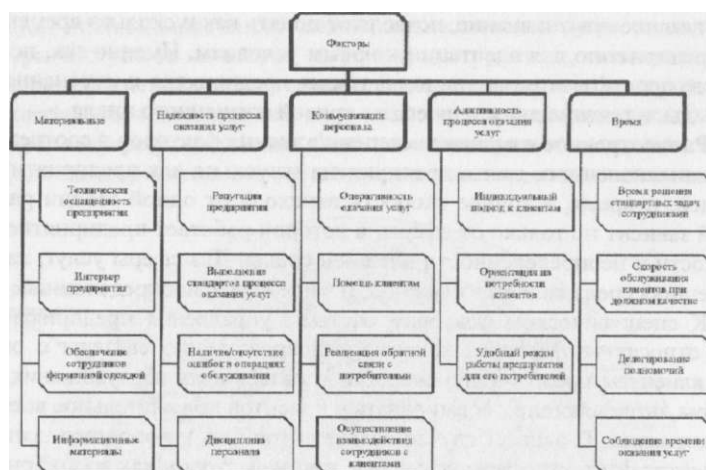 Факторы
Материальные
Надежность процесса
оказания услуг
Коммуникация
персонала
Адаптивность
процесса оказания
услуг
Время
Техническая
оснащенность
предприятия
Репутация
предприятия
Оперативность
оказания услуг
Индивидуальный
подход к клиентам
Время решения
стандартных задач
сотрудниками
Интерьер
предприятия
Выполнение
стандартов процесса
оказания услуг
Помощь клиентам
Ориентация на
потребности
клиентов
Скорость
обслуживания
клиентов при
должном качестве
Обеспечение
сотрудников
форменной одеждой
Наличие/отсутствие
ошибок в операциях
обслуживания
Реализация обратной
связи с
потребителями
Удобный режим
работы предприятия
для его потребителей
Делегирование
полномочий
Информационные
материалы
Дисциплина
персонала
Осуществление
взаимодействия
сотрудников с
клиентами
Соблюдение времени
оказания услуг